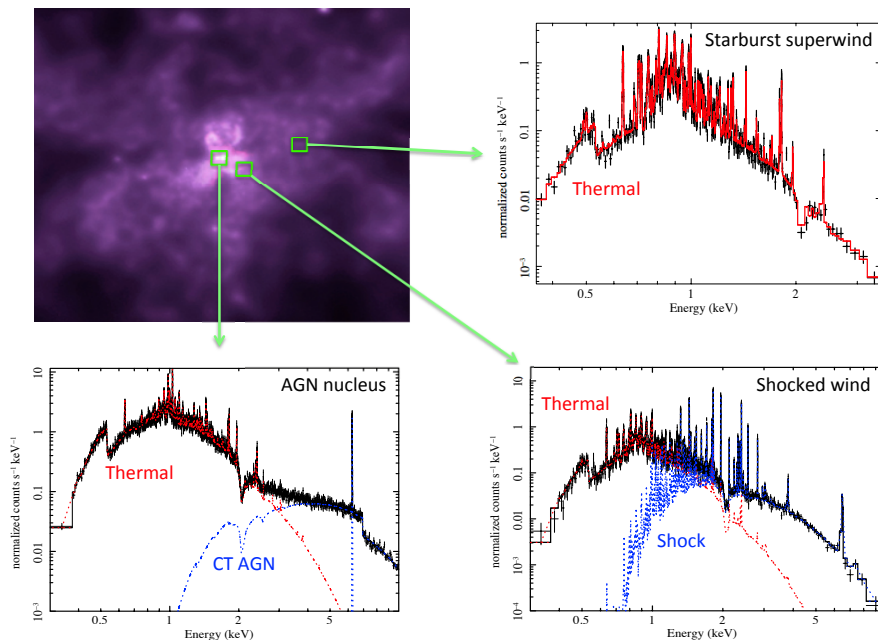 Starburst superwind
normalized counts s⁻¹ keV⁻¹
1
0.1
0.01
10⁻³
Thermal
0.5
1
2
Energy (keV)
AGN nucleus
normalized counts s⁻¹ keV⁻¹
10
1
0.1
0.01
10⁻³
Thermal
CT AGN
0.5
1
2
5
Energy (keV)
Shocked wind
normalized counts s⁻¹ keV⁻¹
10
1
0.1
0.01
10⁻³
10⁻⁴
Thermal
Shock
0.5
1
2
5
Energy (keV)